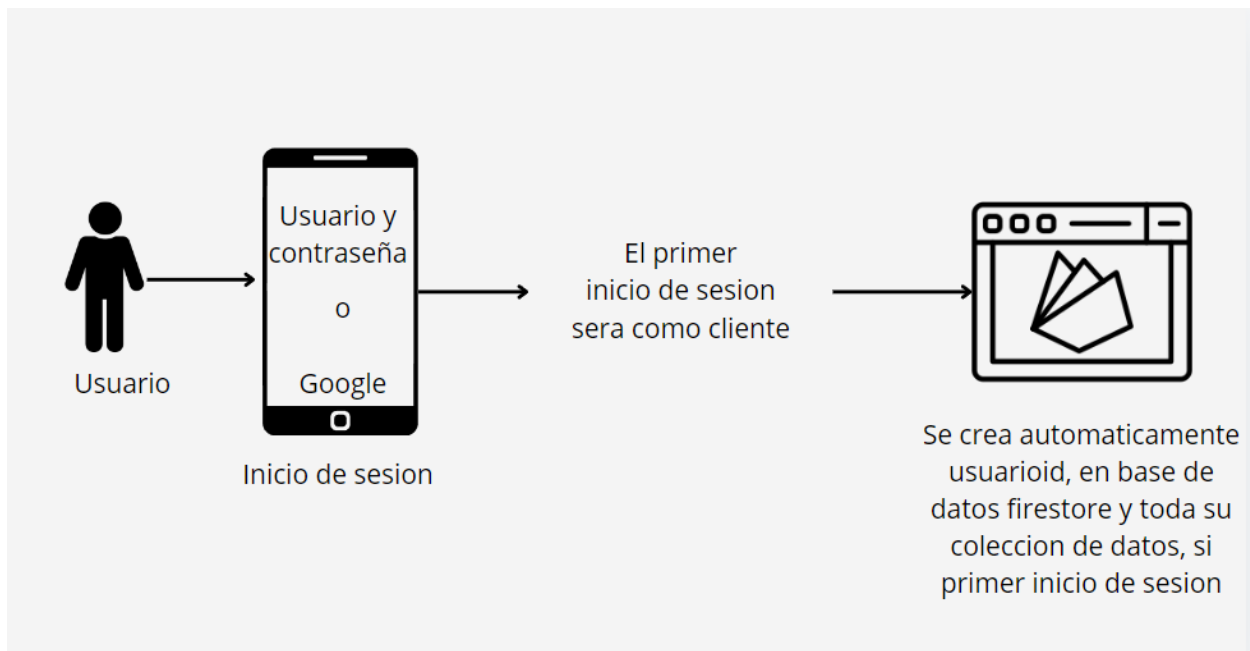 Usuario y
contraseña
o
Google
Usuario
Inicio de sesion
El primer
inicio de sesion
sera como cliente
Se crea automaticamente
usuarioid, en base de
datos firestore y toda su
coleccion de datos, si
primer inicio de sesion